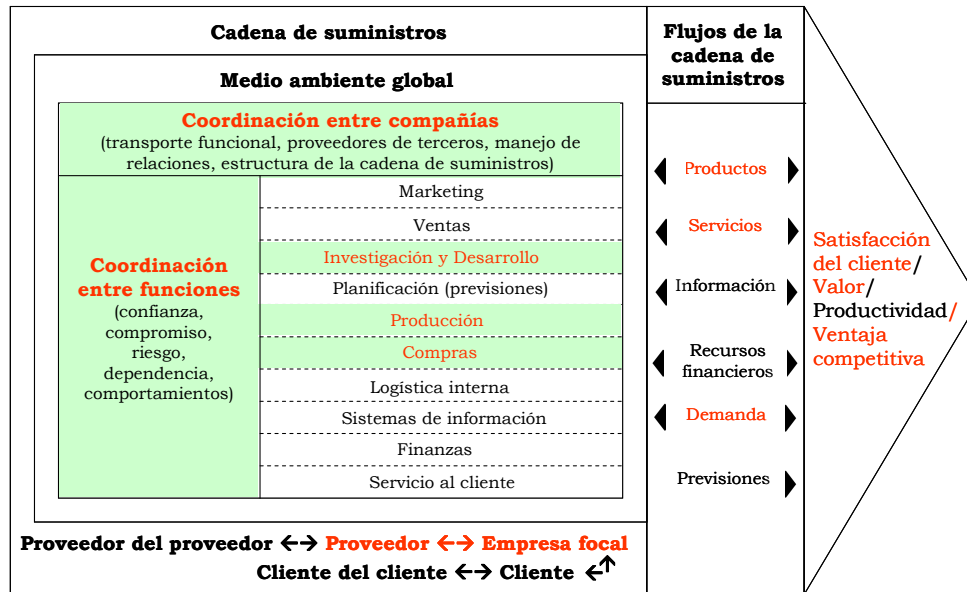 Cadena de suministros
Medio ambiente global
Coordinación entre compañías
(transporte funcional, proveedores de terceros, manejo de
relaciones, estructura de la cadena de suministros)
Coordinación
entre funciones
(confianza,
compromiso,
riesgo,
dependencia,
comportamientos)
Marketing
Ventas
Investigación y Desarrollo
Planificación (previsiones)
Producción
Compras
Logística interna
Sistemas de información
Finanzas
Servicio al cliente
Proveedor del proveedor ←→ Proveedor ←→ Empresa focal
Cliente del cliente ←→ Cliente ←↑
Flujos de la
cadena de
suministros
Productos
Servicios
Información
Recursos
financieros
Demanda
Previsiones
Satisfacción
del cliente/
Valor/
Productividad/
Ventaja
competitiva